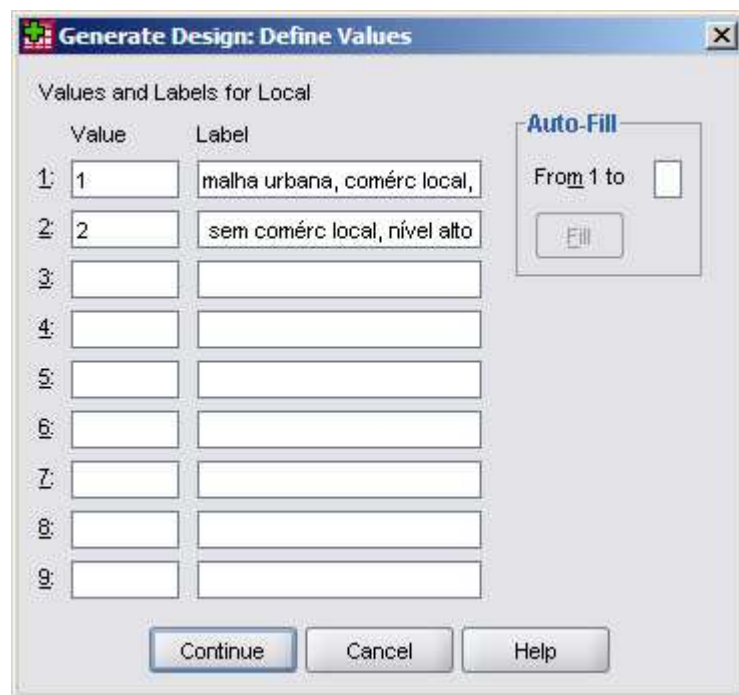 Generate Design: Define Values
Values and Labels for Local
Value Label
Auto-Fill
1: 1 malha urbana, comérc local,
From 1 to
2: 2 sem comérc local, nível alto
Fill
3:
4:
5:
6:
7:
8:
9:
Continue Cancel Help